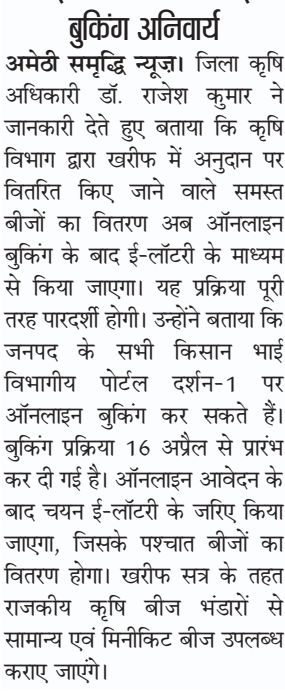 बुकिंग अनिवार्य
अमेठी समृद्धि न्यूज़। जिला कृषि
अधिकारी डॉ. राजेश कुमार ने
जानकारी देते हुए बताया कि कृषि
विभाग द्वारा खरीफ में अनुदान पर
वितरित किए जाने वाले समस्त
बीजों का वितरण अब ऑनलाइन
बुकिंग के बाद ई-लॉटरी के माध्यम
से किया जाएगा। यह प्रक्रिया पूरी
तरह पारदर्शी होगी। उन्होंने बताया कि
जनपद के सभी किसान भाई
विभागीय पोर्टल दर्शन-1 पर
ऑनलाइन बुकिंग कर सकते हैं।
बुकिंग प्रक्रिया 16 अप्रैल से प्रारंभ
कर दी गई है। ऑनलाइन आवेदन के
बाद चयन ई-लॉटरी के जरिए किया
जाएगा, जिसके पश्चात बीजों का
वितरण होगा। खरीफ सत्र के तहत
राजकीय कृषि बीज भंडारों से
सामान्य एवं मिनीकिट बीज उपलब्ध
कराए जाएंगे।